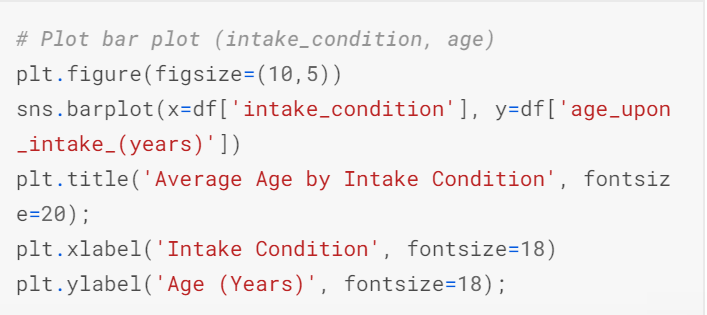 # Plot bar plot (intake_condition, age)
plt.figure(figsize=(10,5))
sns.barplot(x=df['intake_condition'], y=df['age_upon
_intake_(years)'])
plt.title('Average Age by Intake Condition', fontsiz
e=20);
plt.xlabel('Intake Condition', fontsize=18)
plt.ylabel('Age (Years)', fontsize=18);